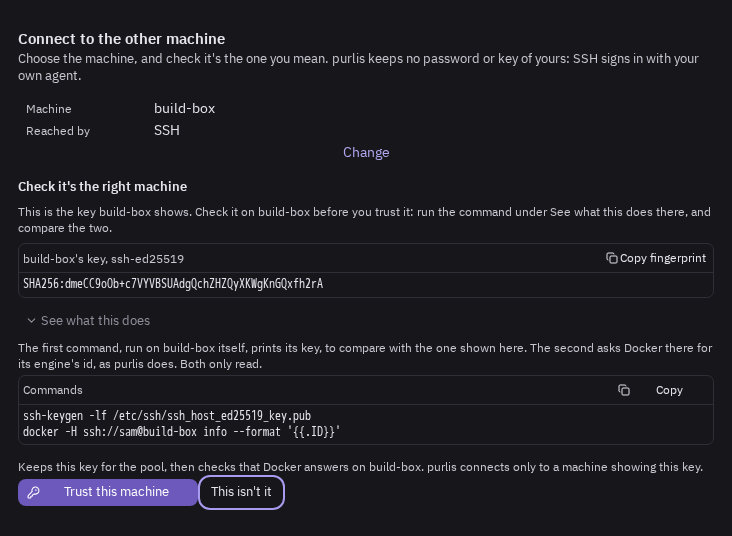 Connect to the other machine
Choose the machine, and check it's the one you mean. purlis keeps no password or key of yours: SSH signs in with your
own agent.
Machine build-box
Reached by SSH
Change
Check it's the right machine
This is the key build-box shows. Check it on build-box before you trust it: run the command under See what this does there, and
compare the two.
build-box's key, ssh-ed25519 Copy fingerprint
SHA256:dmeCC9oOb+c7VYVBSUAdgQchZHZQyXKWgKnGQxfh2rA
See what this does
The first command, run on build-box itself, prints its key, to compare with the one shown here. The second asks Docker there for
its engine's id, as purlis does. Both only read.
Commands Copy
ssh-keygen -lf /etc/ssh/ssh_host_ed25519_key.pub
docker -H ssh://sam@build-box info --format '{{.ID}}'
Keeps this key for the pool, then checks that Docker answers on build-box. purlis connects only to a machine showing this key.
Trust this machine This isn't it